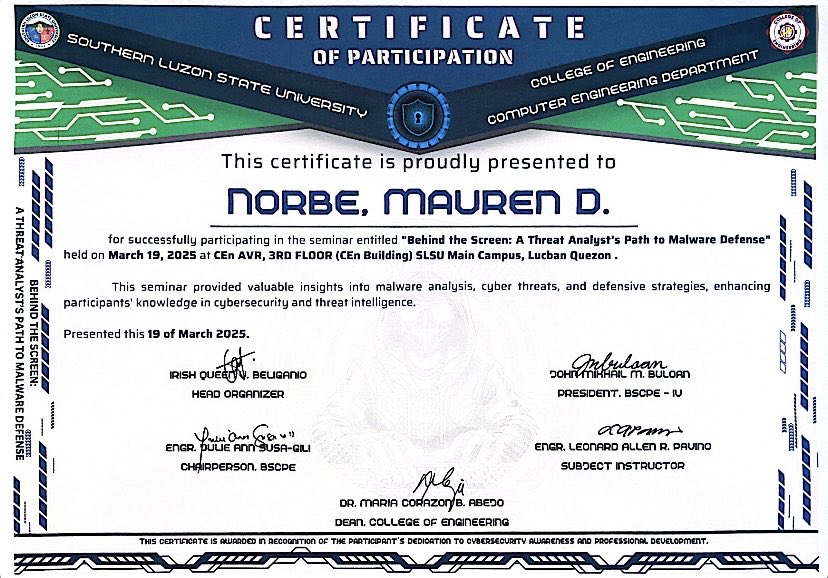 CERTIFICATE
OF PARTICIPATION
SOUTHERN LUZON STATE UNIVERSITY
COLLEGE OF ENGINEERING
COMPUTER ENGINEERING DEPARTMENT
This certificate is proudly presented to
NORBE, MAUREN D.
for successfully participating in the seminar entitled "Behind the Screen: A Threat Analyst's Path to Malware Defense"
held on March 19, 2025 at CEn AVR, 3RD FLOOR (CEn Building) SLSU Main Campus, Lucban Quezon .
This seminar provided valuable insights into malware analysis, cyber threats, and defensive strategies, enhancing
participants' knowledge in cybersecurity and threat intelligence.
Presented this 19 of March 2025.
IRISH QUEEN V. BELIGANIO
HEAD ORGANIZER
JOHN MIKHAIL M. BULOAN
PRESIDENT, BSCPE - IV
ENGR. JULIE ANN SUSA-GILI
CHAIRPERSON, BSCPE
ENGR. LEONARD ALLEN R. PAVINO
SUBJECT INSTRUCTOR
DR. MARIA CORAZON B. ABEJO
DEAN, COLLEGE OF ENGINEERING
BEHIND THE SCREEN:
A THREAT ANALYST'S PATH TO MALWARE DEFENSE
THIS CERTIFICATE IS AWARDED IN RECOGNITION OF THE PARTICIPANT'S DEDICATION TO CYBERSECURITY AWARENESS AND PROFESSIONAL DEVELOPMENT.